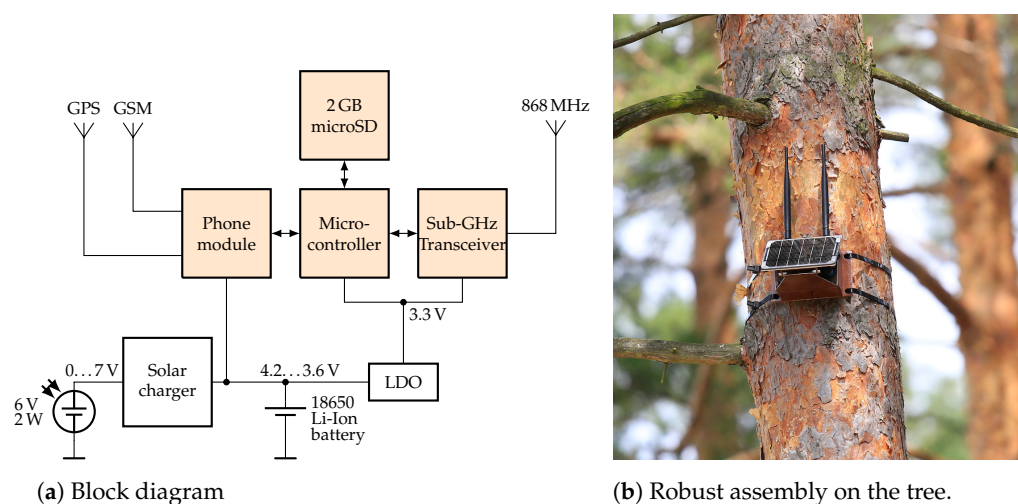 GPS
GSM
2 GB
microSD
868 MHz
Phone
module
Micro-
controller
Sub-GHz
Transceiver
3.3 V
0...7 V
Solar
charger
4.2...3.6 V
LDO
6 V
2 W
18650
Li-Ion
battery
(a) Block diagram
(b) Robust assembly on the tree.